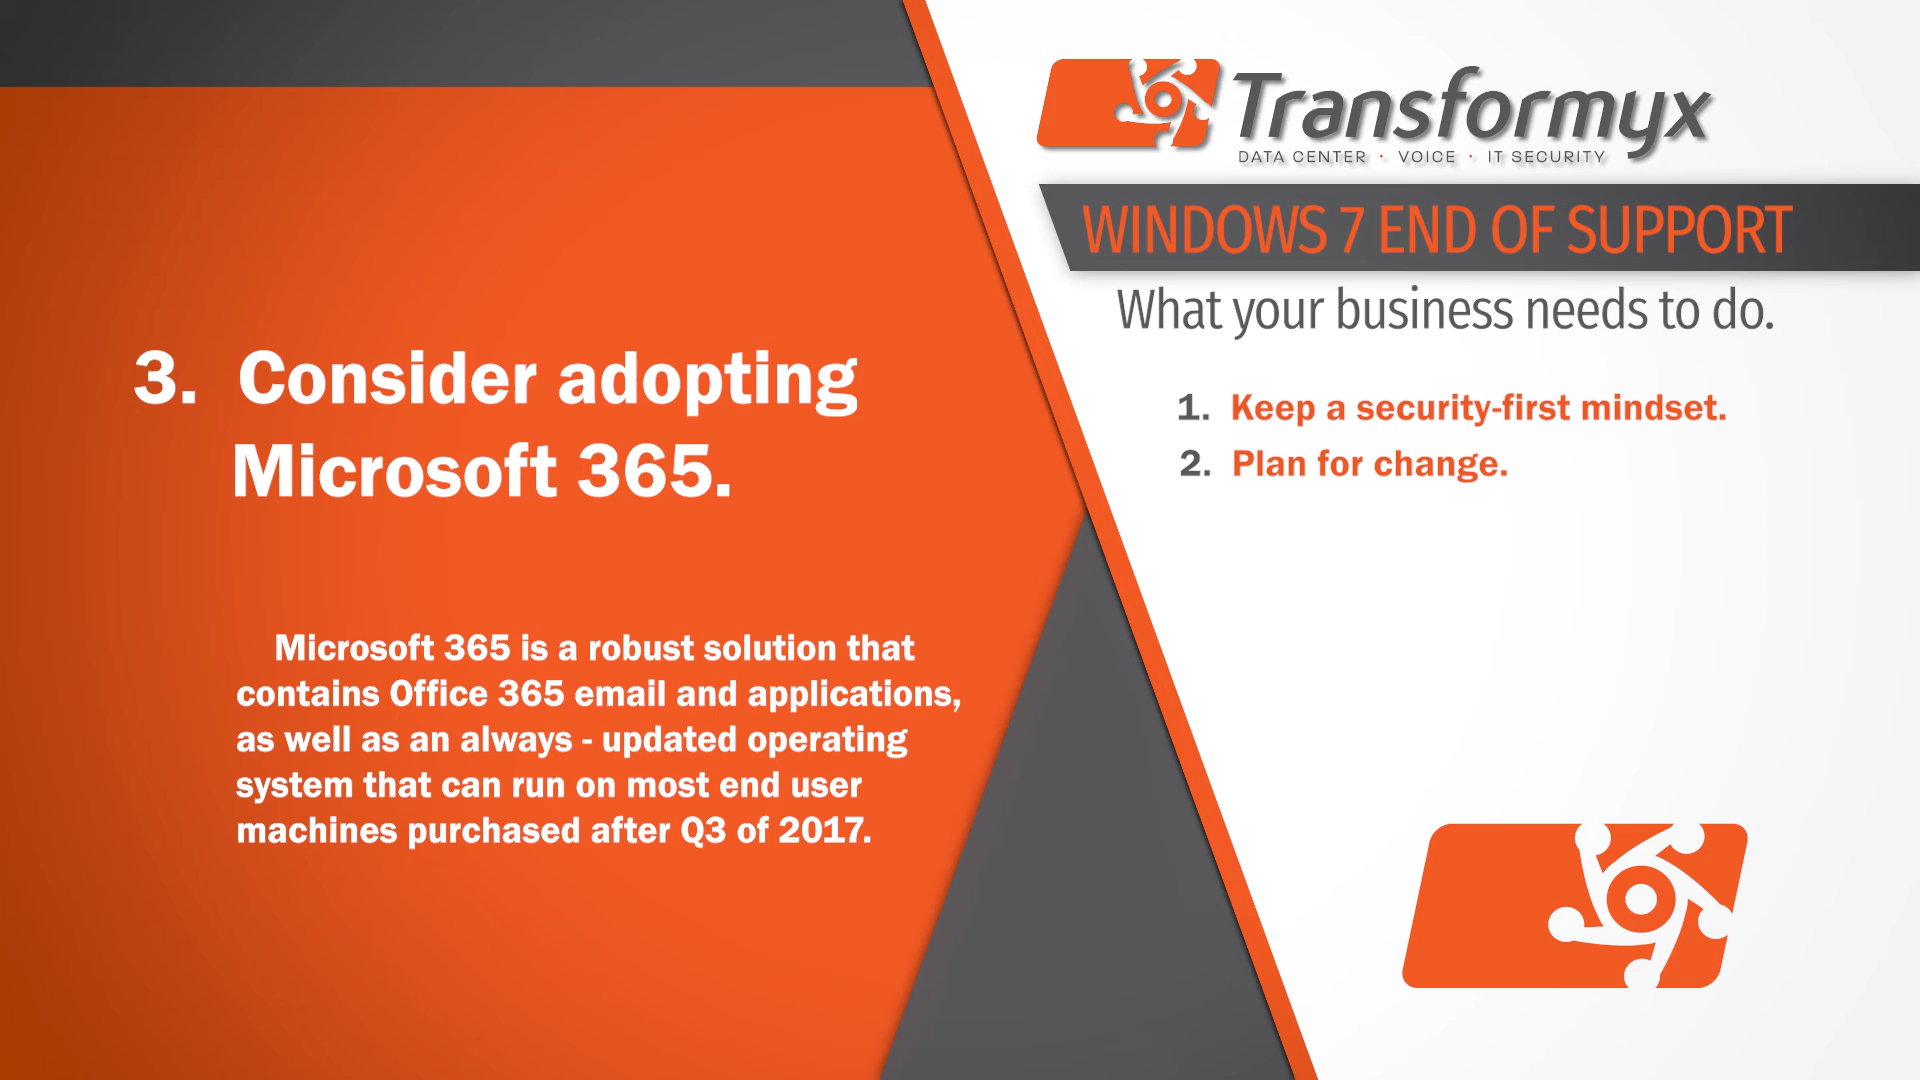 Transformyx
DATA CENTER · VOICE · IT SECURITY
WINDOWS 7 END OF SUPPORT
What your business needs to do.
1. Keep a security-first mindset.
2. Plan for change.
3. Consider adopting
Microsoft 365.
Microsoft 365 is a robust solution that
contains Office 365 email and applications,
as well as an always - updated operating
system that can run on most end user
machines purchased after Q3 of 2017.